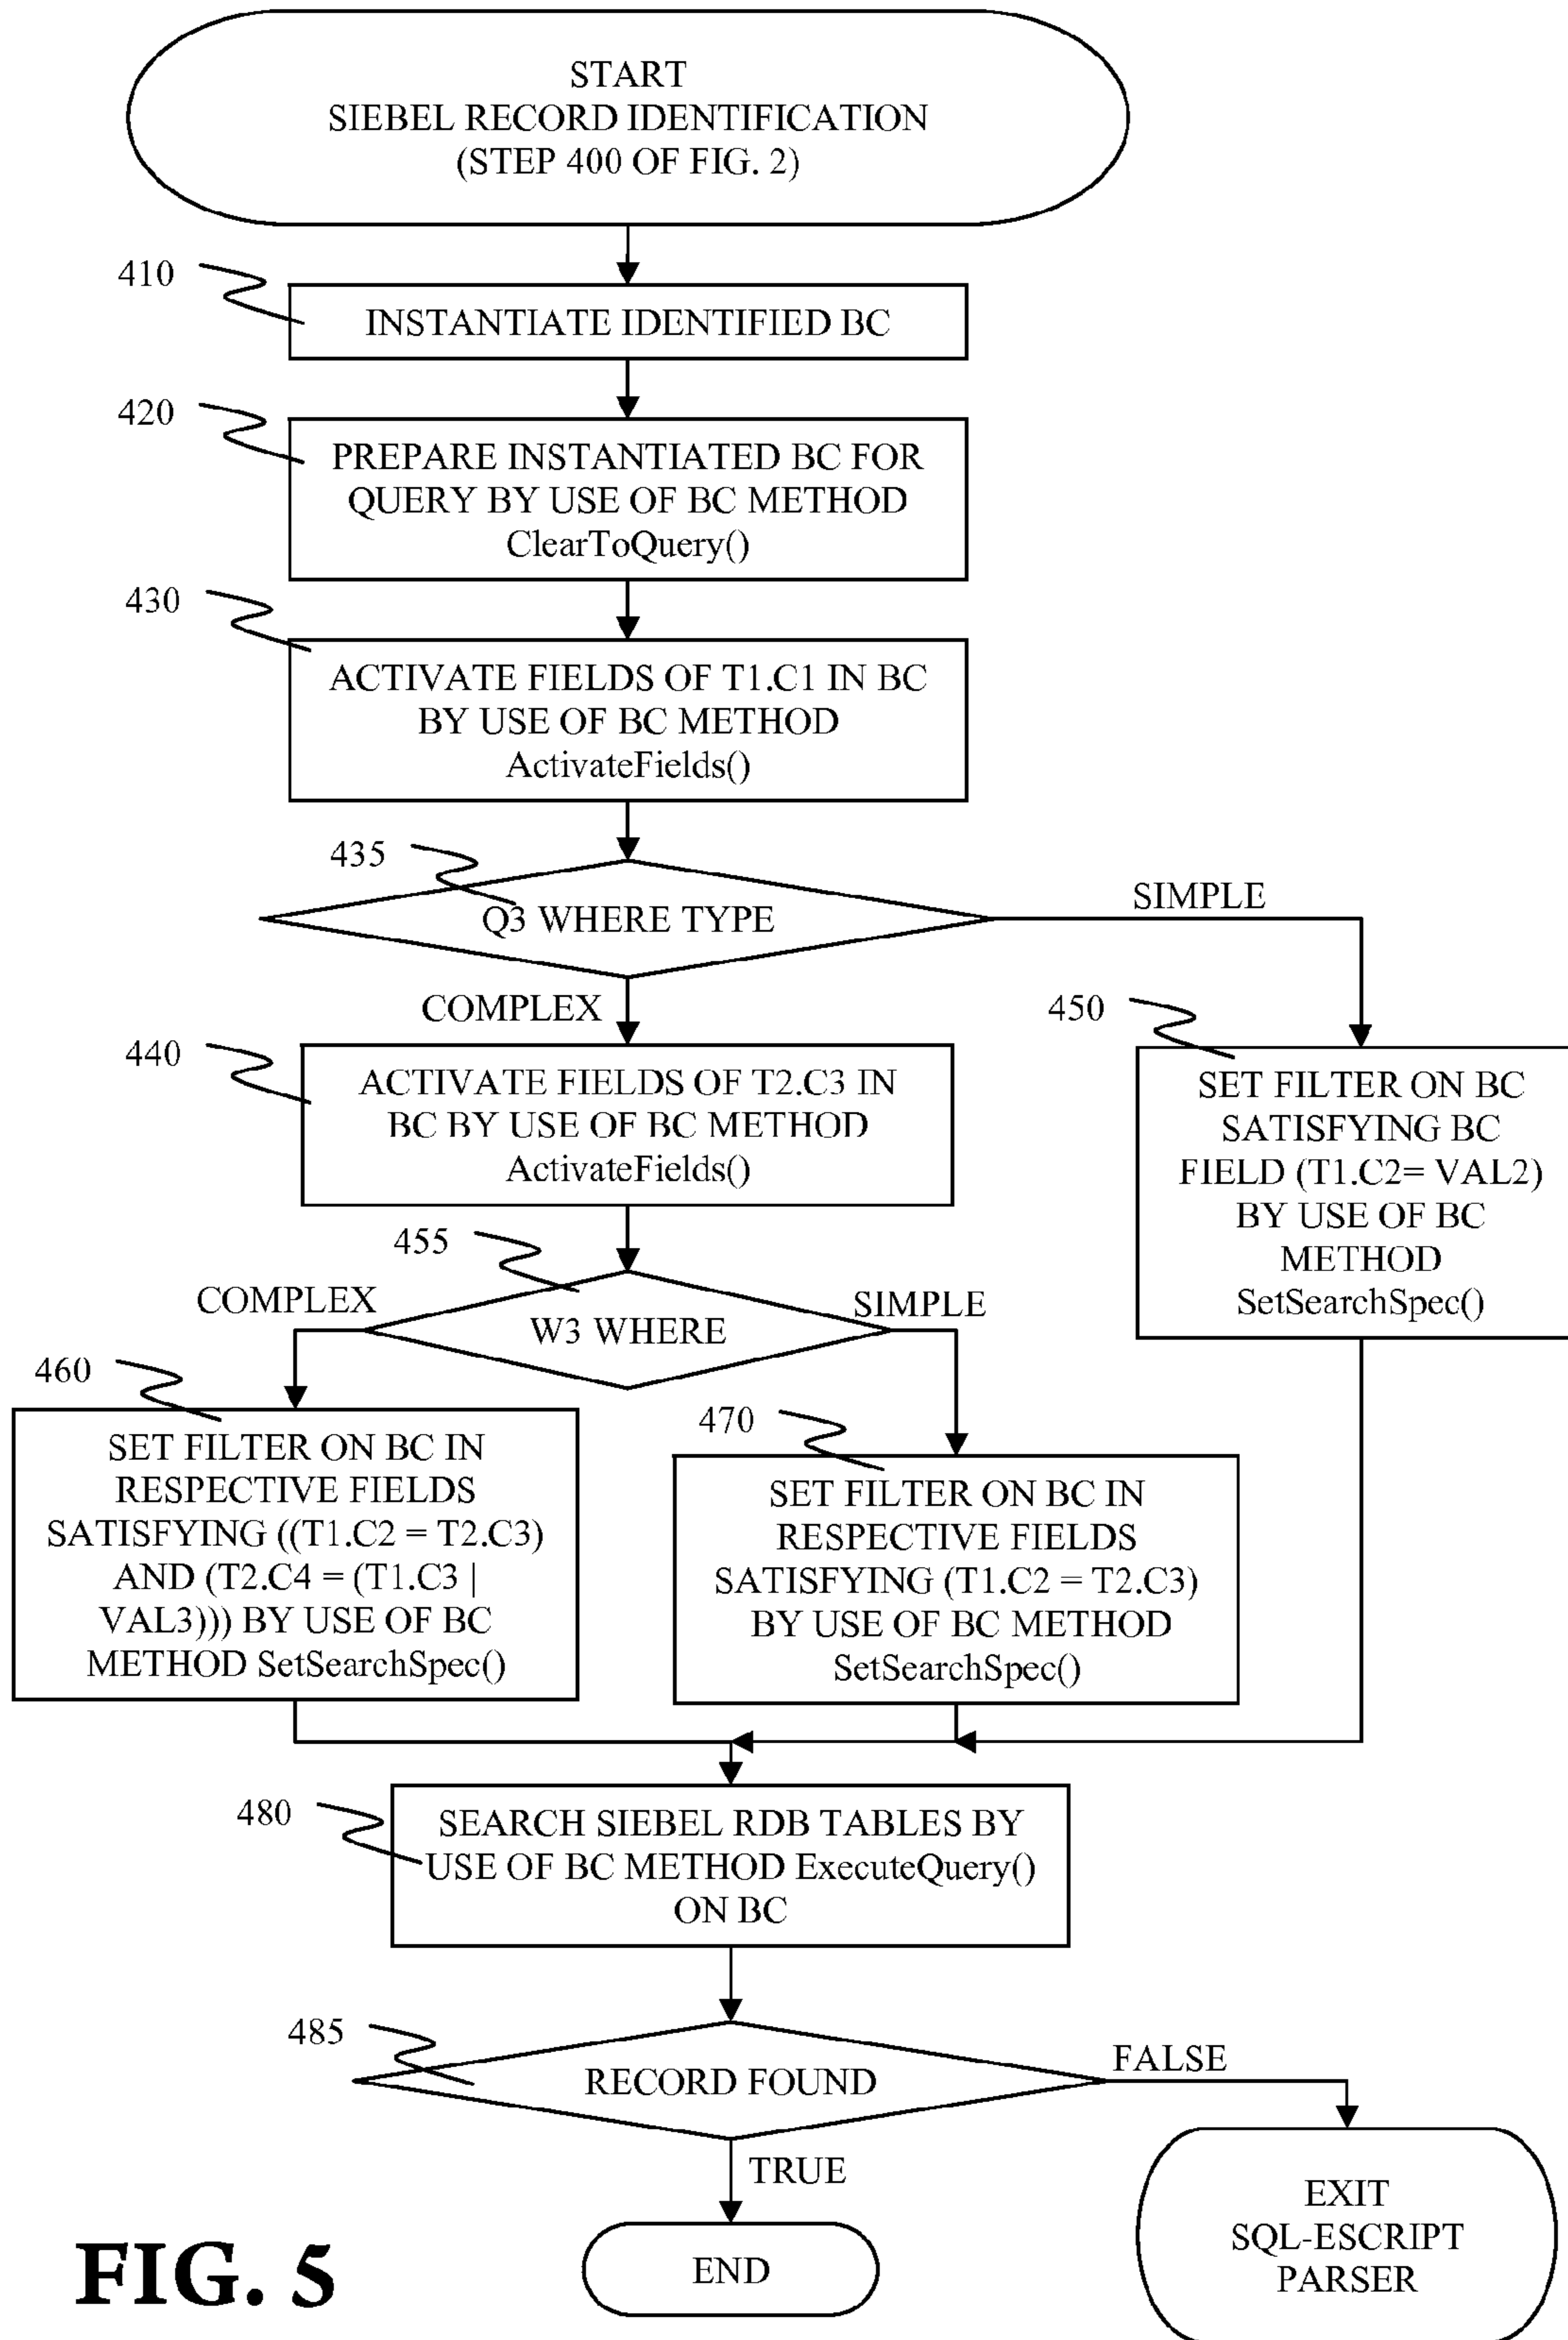 START
SIEBEL RECORD IDENTIFICATION
(STEP 400 OF FIG. 2)
410
INSTANTIATE IDENTIFIED BC
420
PREPARE INSTANTIATED BC FOR
QUERY BY USE OF BC METHOD
ClearToQuery()
430
ACTIVATE FIELDS OF T1.C1 IN BC
BY USE OF BC METHOD
ActivateFields()
435
Q3 WHERE TYPE
SIMPLE
COMPLEX
440
ACTIVATE FIELDS OF T2.C3 IN
BC BY USE OF BC METHOD
ActivateFields()
450
SET FILTER ON BC
SATISFYING BC
FIELD (T1.C2= VAL2)
BY USE OF BC
METHOD
SetSearchSpec()
455
W3 WHERE
COMPLEX
SIMPLE
460
SET FILTER ON BC IN
RESPECTIVE FIELDS
SATISFYING ((T1.C2 = T2.C3)
AND (T2.C4 = (T1.C3 |
VAL3))) BY USE OF BC
METHOD SetSearchSpec()
470
SET FILTER ON BC IN
RESPECTIVE FIELDS
SATISFYING (T1.C2 = T2.C3)
BY USE OF BC METHOD
SetSearchSpec()
480
SEARCH SIEBEL RDB TABLES BY
USE OF BC METHOD ExecuteQuery()
ON BC
485
RECORD FOUND
FALSE
TRUE
END
EXIT
SQL-ESCRIPT
PARSER
FIG. 5